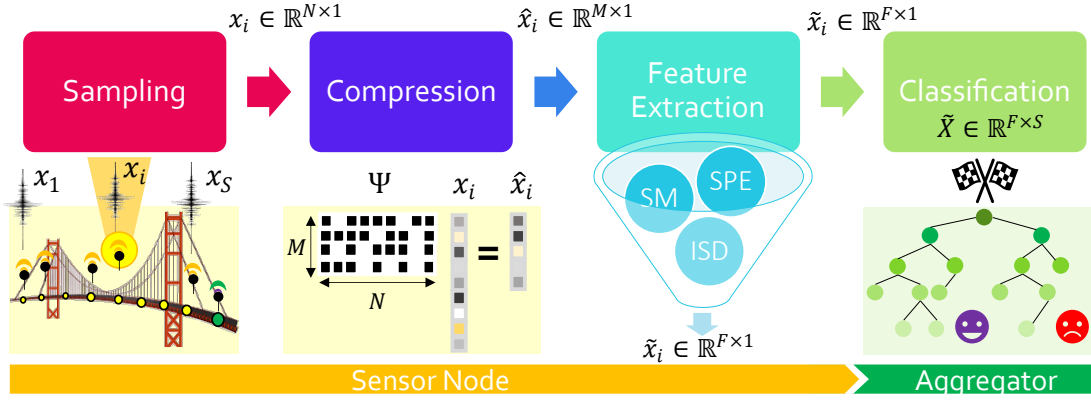 x_i ∈ ℝ^{N×1}
x̂_i ∈ ℝ^{M×1}
x̃_i ∈ ℝ^{F×1}
Sampling
Compression
Feature
Extraction
Classification
X̃ ∈ ℝ^{F×S}
x_1
x_i
x_S
Ψ
x_i
x̂_i
M
=
N
SM
SPE
ISD
x̃_i ∈ ℝ^{F×1}
Sensor Node
Aggregator